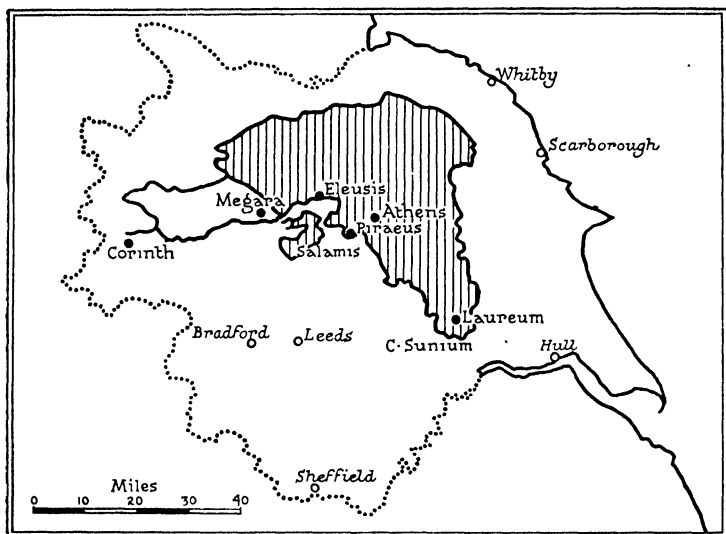 Whitby
Scarborough
Eleusis
Megara
Athens
Piraeus
Corinth
Salamis
Laureum
Bradford
Leeds
C. Sunium
Hull
Sheffield
Miles
0 10 20 30 40